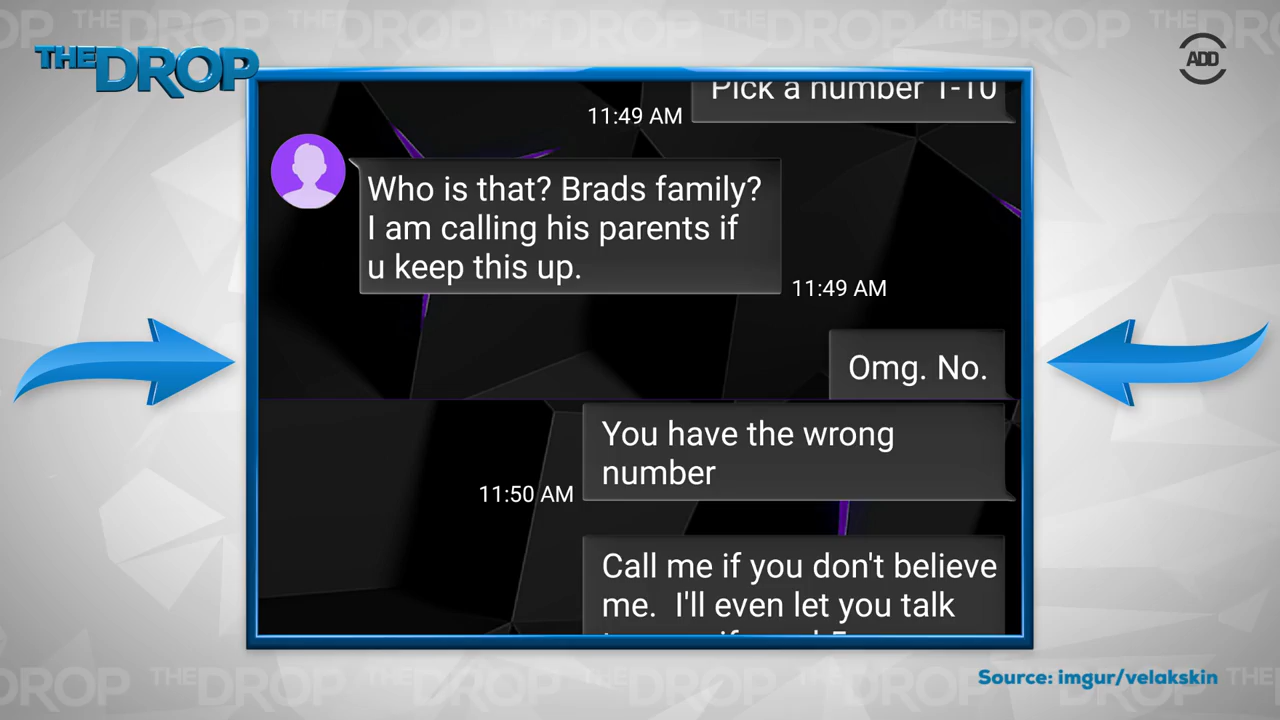 THE DROP
ADD
Pick a number 1-10
11:49 AM
Who is that? Brads family?
I am calling his parents if
u keep this up.
11:49 AM
Omg. No.
You have the wrong
number
11:50 AM
Call me if you don't believe
me.  I'll even let you talk
Source: imgur/velakskin